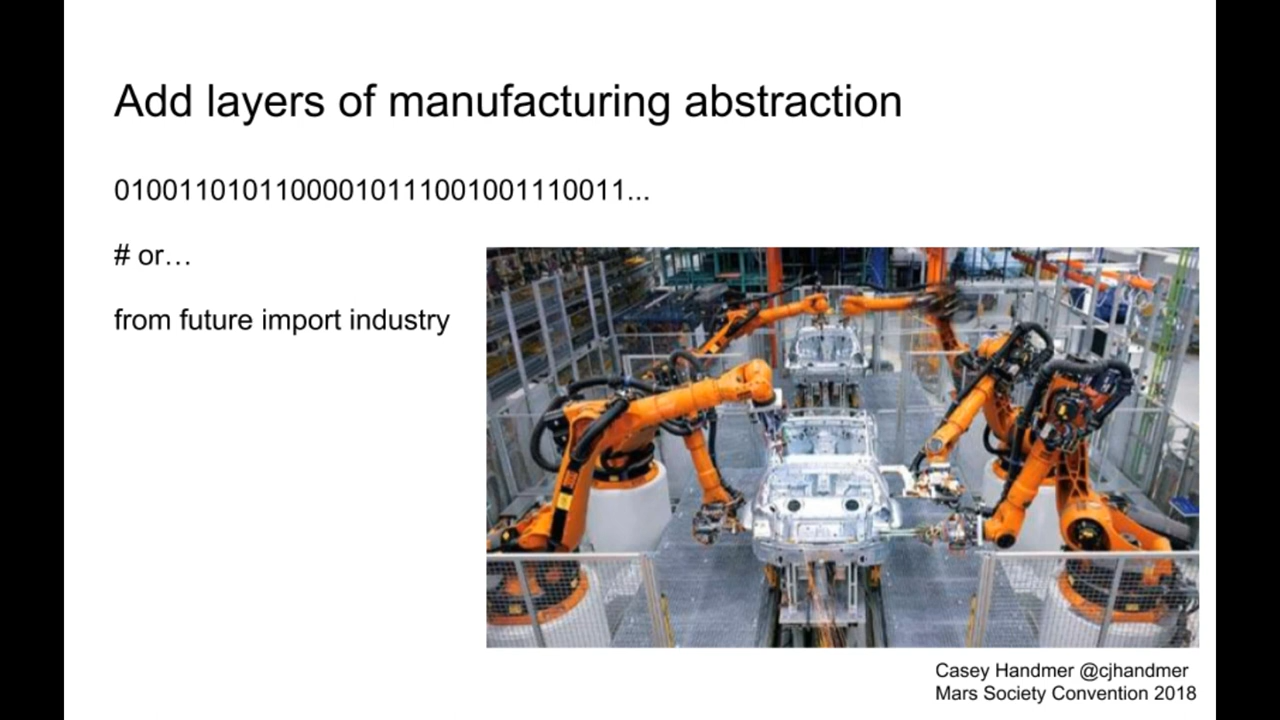 Add layers of manufacturing abstraction
01001101011000010111001001110011...
# or…
from future import industry
Casey Handmer @cjhandmer
Mars Society Convention 2018